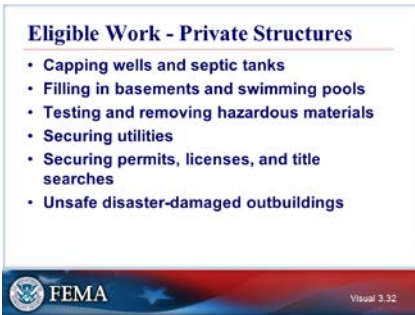 Eligible Work - Private Structures
• Capping wells and septic tanks
• Filling in basements and swimming pools
• Testing and removing hazardous materials
• Securing utilities
• Securing permits, licenses, and title
searches
• Unsafe disaster-damaged outbuildings
FEMA
Visual 3.32